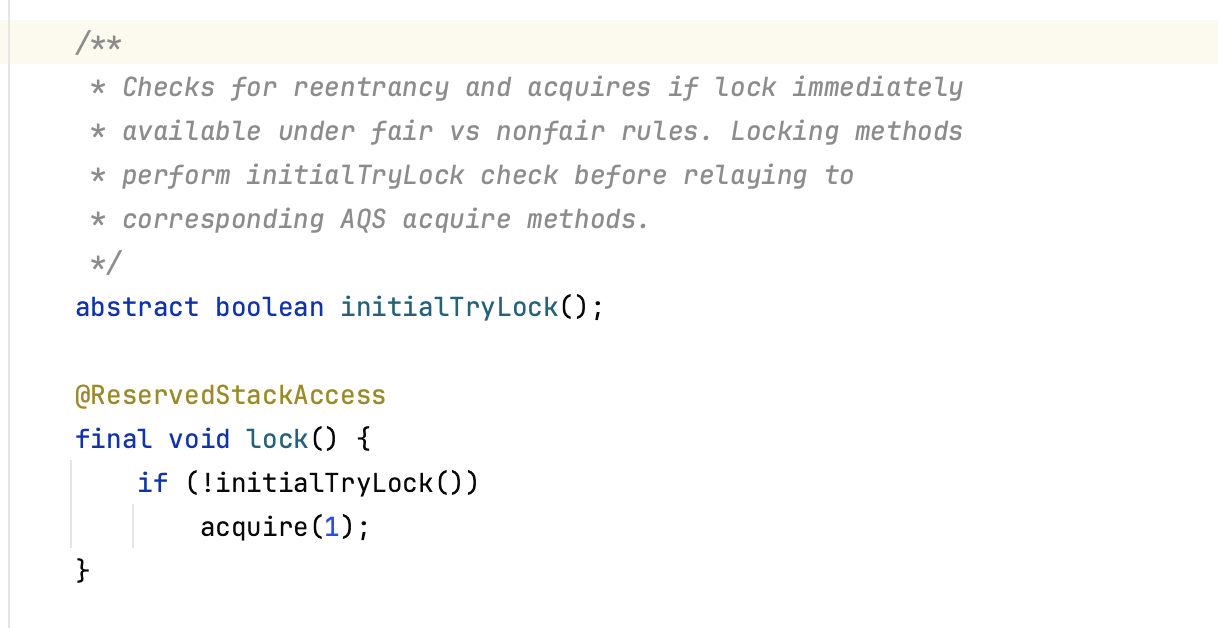 /**
 * Checks for reentrancy and acquires if lock immediately
 * available under fair vs nonfair rules. Locking methods
 * perform initialTryLock check before relaying to
 * corresponding AQS acquire methods.
 */
abstract boolean initialTryLock();
@ReservedStackAccess
final void lock() {
    if (!initialTryLock())
        acquire(1);
}